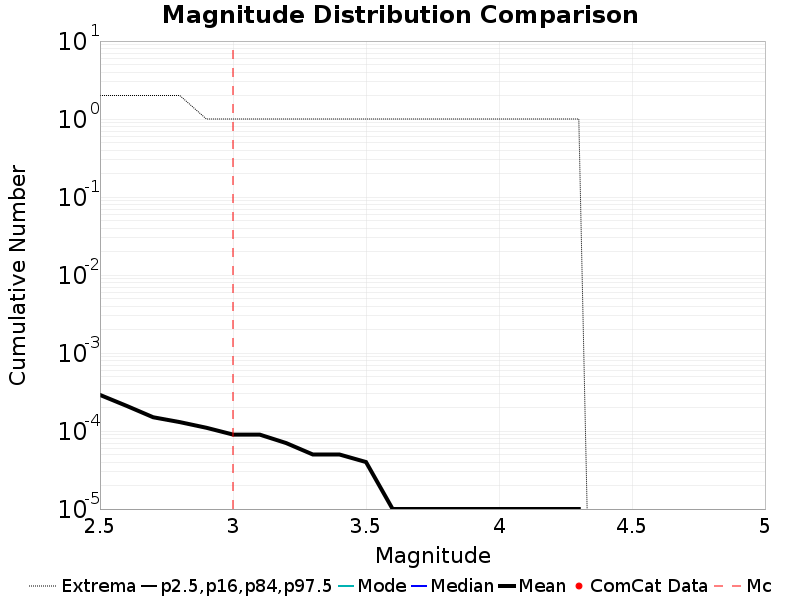 Magnitude Distribution Comparison
Cumulative Number
10^1
10^0
10^-1
10^-2
10^-3
10^-4
10^-5
2.5 3 3.5 4 4.5 5
Magnitude
Extrema p2.5,p16,p84,p97.5 Mode Median Mean ComCat Data Mc